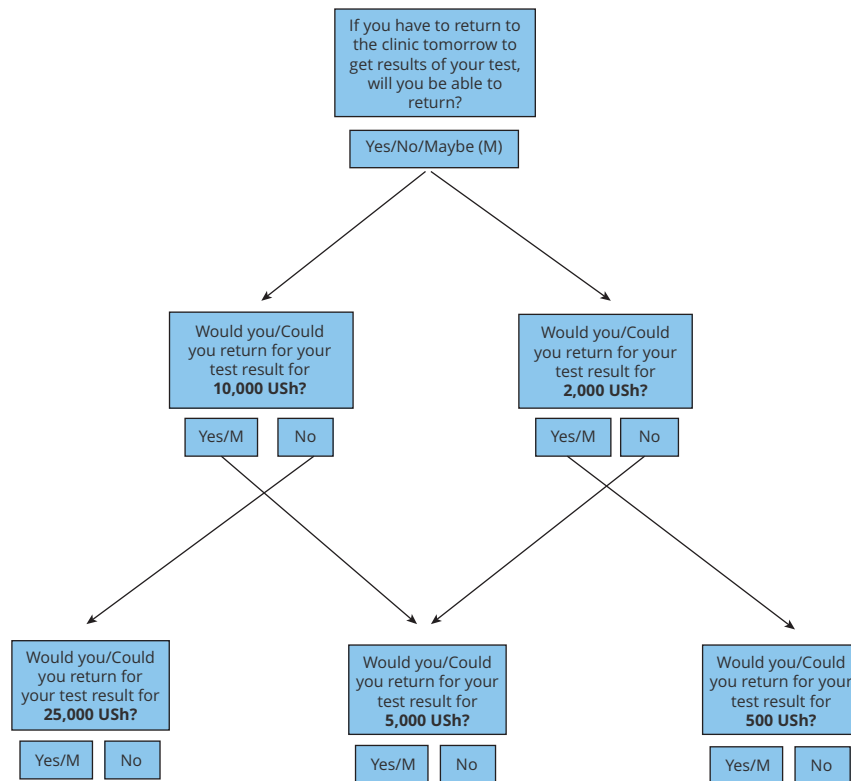 If you have to return to
the clinic tomorrow to
get results of your test,
will you be able to
return?
Yes/No/Maybe (M)
Would you/Could
you return for your
test result for
10,000 USh?
Yes/M
No
Would you/Could
you return for your
test result for
2,000 USh?
Yes/M
No
Would you/Could
you return for
your test result for
25,000 USh?
Yes/M
No
Would you/Could
you return for your
test result for
5,000 USh?
Yes/M
No
Would you/Could
you return for your
test result for
500 USh?
Yes/M
No